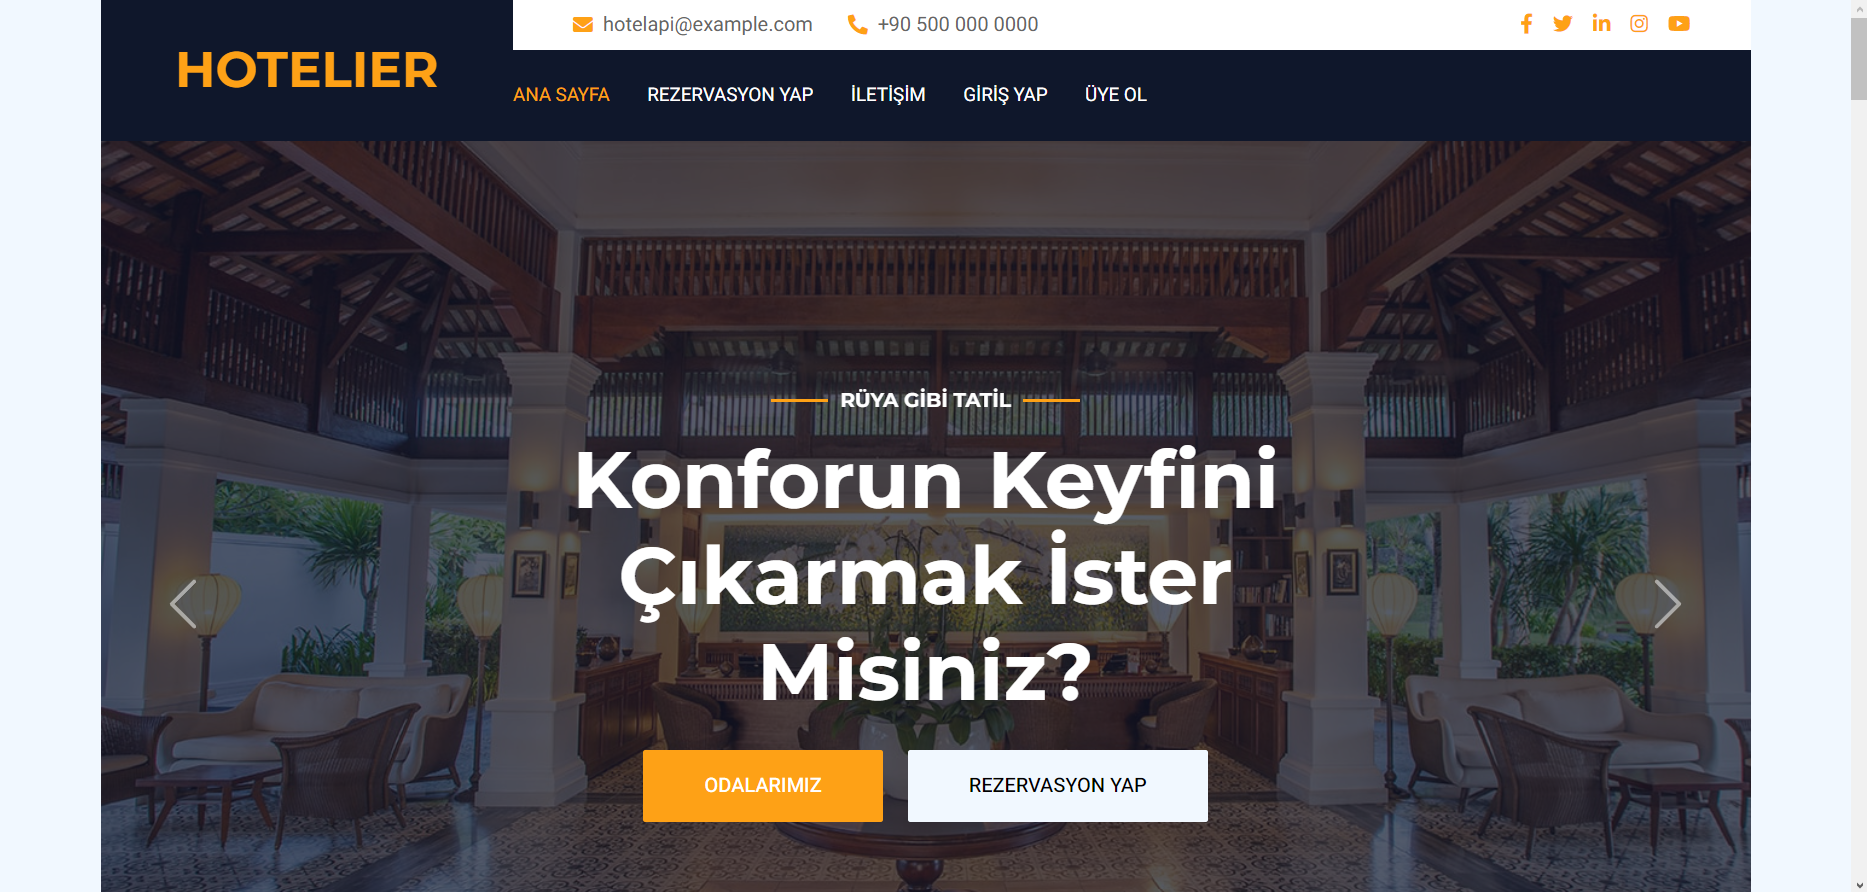 HOTELIER
hotelapi@example.com
+90 500 000 0000
ANA SAYFA
REZERVASYON YAP
İLETİŞİM
GİRİŞ YAP
ÜYE OL
RÜYA GİBİ TATİL
Konforun Keyfini
Çıkarmak İster
Misiniz?
ODALARIMIZ
REZERVASYON YAP